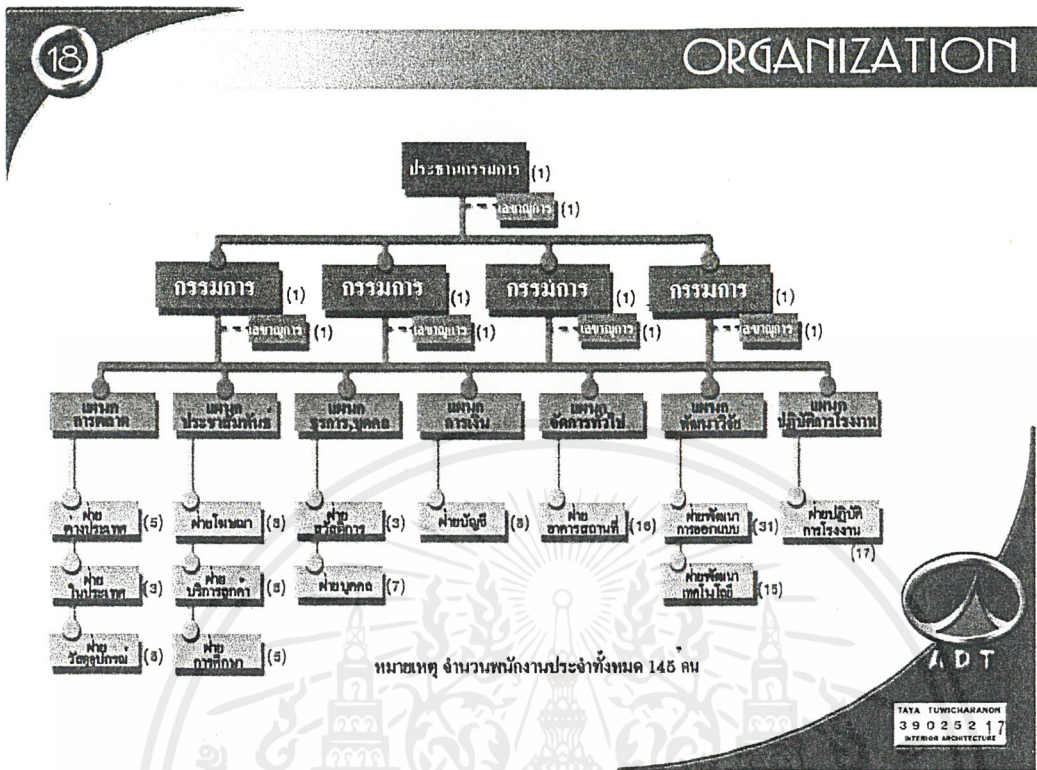 18
ORGANIZATION
ประธานกรรมการ (1)
เลขานุการ (1)
กรรมการ (1)
กรรมการ (1)
กรรมการ (1)
กรรมการ (1)
เลขานุการ (1)
เลขานุการ (1)
เลขานุการ (1)
เลขานุการ (1)
แผนก
การตลาด
แผนก
ประชาสัมพันธ์
แผนก
ธุรการ,บุคคล
แผนก
การเงิน
แผนก
จัดการทั่วไป
แผนก
พัฒนาวิจัย
แผนก
ปฏิบัติการโรงงาน
ฝ่าย
ต่างประเทศ (5)
ฝ่ายโฆษณา
ฝ่าย
สวัสดิการ (3)
ฝ่ายบัญชี
ฝ่าย
อาคารสถานที่
ฝ่ายพัฒนา
การออกแบบ (31)
ฝ่ายปฏิบัติ
การโรงงาน
(17)
ฝ่าย
ในประเทศ (3)
ฝ่าย
บริการลูกค้า
ฝ่ายบุคคล (7)
ฝ่ายพัฒนา
เทคโนโลยี (15)
ฝ่าย
วัสดุอุปกรณ์
ฝ่าย
การศึกษา
หมายเหตุ จำนวนพนักงานประจำทั้งหมด 145 คน
ADT
TAYA TUWICHARANON
39025217
INTERIOR ARCHITECTURE